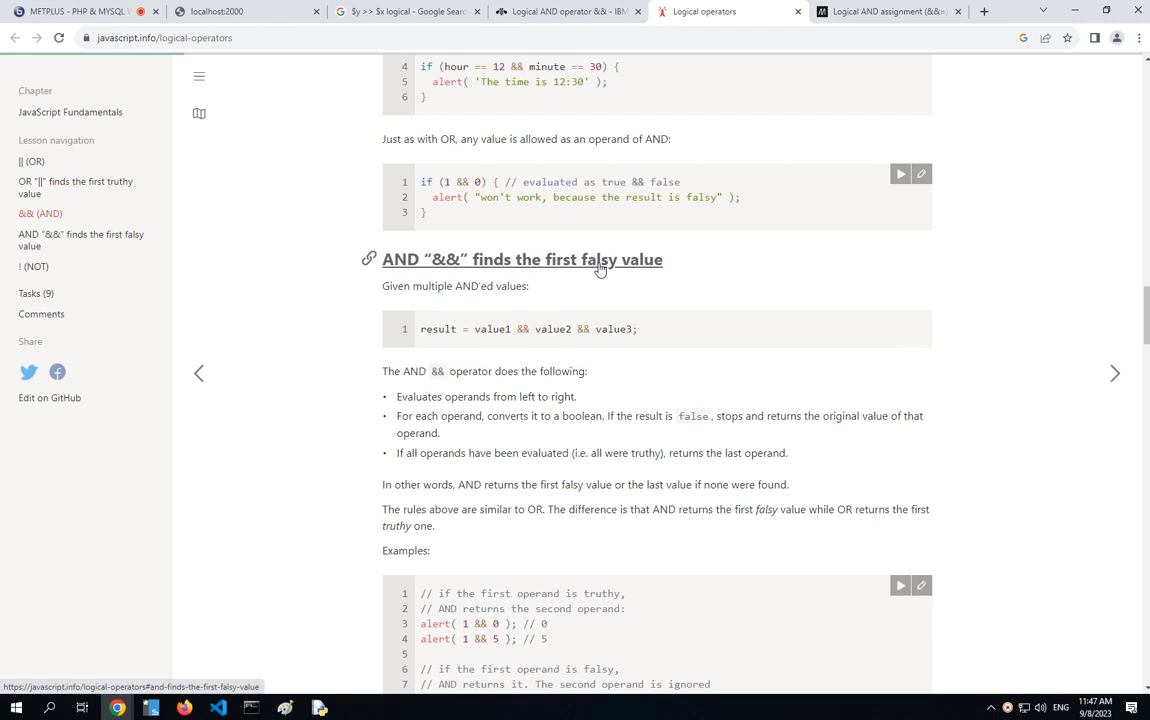 MFTPLUS - PHP & MYSQL W
localhost:2000
$y >> $x logical - Google Searc
Logical AND operator && - IBM
Logical operators
Logical AND assignment (&&=)
javascript.info/logical-operators
Chapter
JavaScript Fundamentals
Lesson navigation
|| (OR)
OR "||" finds the first truthy
value
&& (AND)
AND “&&” finds the first falsy
value
! (NOT)
Tasks (9)
Comments
Share
Edit on GitHub
4 if (hour == 12 && minute == 30) {
5 alert( 'The time is 12:30' );
6 }
Just as with OR, any value is allowed as an operand of AND:
1 if (1 && 0) { // evaluated as true && false
2 alert( "won't work, because the result is falsy" );
3 }
AND “&&” finds the first falsy value
Given multiple AND’ed values:
1 result = value1 && value2 && value3;
The AND && operator does the following:
• Evaluates operands from left to right.
• For each operand, converts it to a boolean. If the result is false, stops and returns the original value of that
operand.
• If all operands have been evaluated (i.e. all were truthy), returns the last operand.
In other words, AND returns the first falsy value or the last value if none were found.
The rules above are similar to OR. The difference is that AND returns the first falsy value while OR returns the first
truthy one.
Examples:
1 // if the first operand is truthy,
2 // AND returns the second operand:
3 alert( 1 && 0 ); // 0
4 alert( 1 && 5 ); // 5
5
6 // if the first operand is falsy,
7 // AND returns it. The second operand is ignored
https://javascript.info/logical-operators#and-finds-the-first-falsy-value
ENG
11:47 AM
9/8/2023